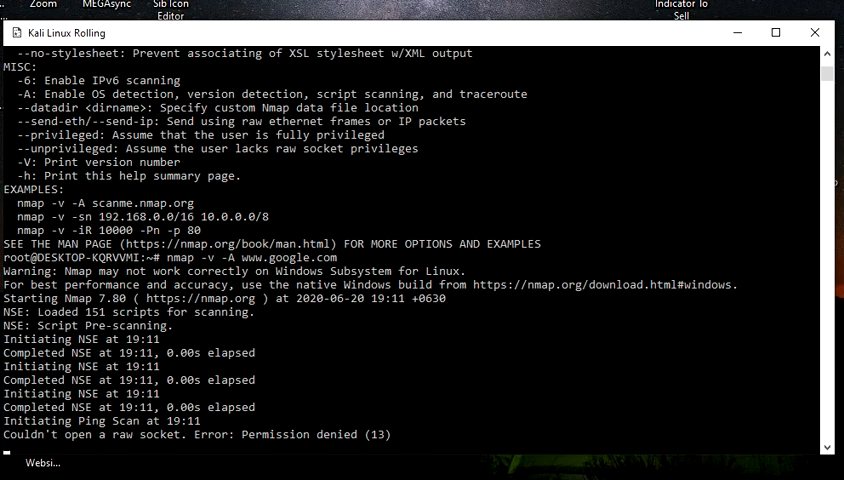 Zoom
MEGAsync
Sib Icon
Editor
Indicator To
Sell
Kali Linux Rolling
--no-stylesheet: Prevent associating of XSL stylesheet w/XML output
MISC:
-6: Enable IPv6 scanning
-A: Enable OS detection, version detection, script scanning, and traceroute
--datadir <dirname>: Specify custom Nmap data file location
--send-eth/--send-ip: Send using raw ethernet frames or IP packets
--privileged: Assume that the user is fully privileged
--unprivileged: Assume the user lacks raw socket privileges
-V: Print version number
-h: Print this help summary page.
EXAMPLES:
nmap -v -A scanme.nmap.org
nmap -v -sn 192.168.0.0/16 10.0.0.0/8
nmap -v -iR 10000 -Pn -p 80
SEE THE MAN PAGE (https://nmap.org/book/man.html) FOR MORE OPTIONS AND EXAMPLES
root@DESKTOP-KQRVVMI:~# nmap -v -A www.google.com
Warning: Nmap may not work correctly on Windows Subsystem for Linux.
For best performance and accuracy, use the native Windows build from https://nmap.org/download.html#windows.
Starting Nmap 7.80 ( https://nmap.org ) at 2020-06-20 19:11 +0630
NSE: Loaded 151 scripts for scanning.
NSE: Script Pre-scanning.
Initiating NSE at 19:11
Completed NSE at 19:11, 0.00s elapsed
Initiating NSE at 19:11
Completed NSE at 19:11, 0.00s elapsed
Initiating NSE at 19:11
Completed NSE at 19:11, 0.00s elapsed
Initiating Ping Scan at 19:11
Couldn't open a raw socket. Error: Permission denied (13)
Websi...